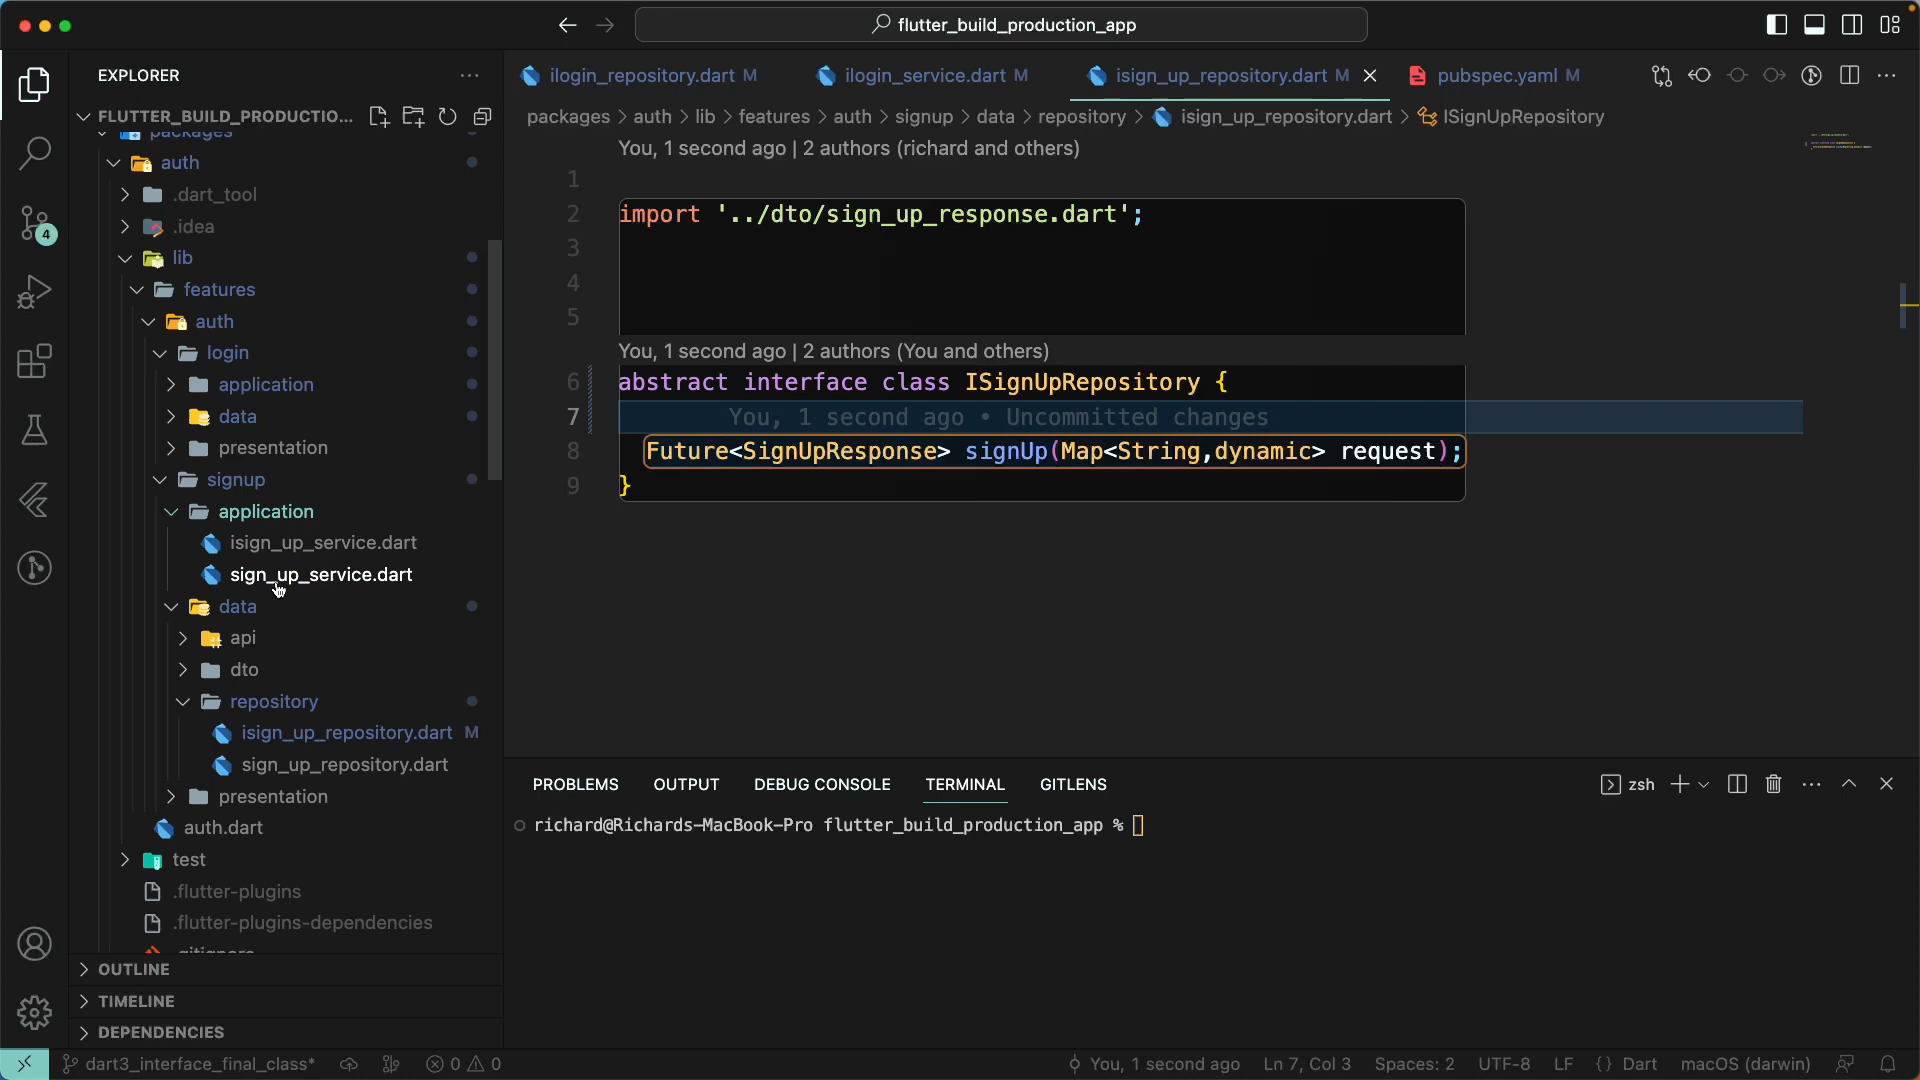 flutter_build_production_app
EXPLORER
FLUTTER_BUILD_PRODUCTIO...
packages
auth
.dart_tool
.idea
lib
features
auth
login
application
data
presentation
signup
application
isign_up_service.dart
sign_up_service.dart
data
api
dto
repository
isign_up_repository.dart M
sign_up_repository.dart
presentation
auth.dart
test
.flutter-plugins
.flutter-plugins-dependencies
.gitignore
OUTLINE
TIMELINE
DEPENDENCIES
4
ilogin_repository.dart M
ilogin_service.dart M
isign_up_repository.dart M
pubspec.yaml M
packages > auth > lib > features > auth > signup > data > repository > isign_up_repository.dart > ISignUpRepository
You, 1 second ago | 2 authors (richard and others)
1
2 import '../dto/sign_up_response.dart';
3
4
5
You, 1 second ago | 2 authors (You and others)
6 abstract interface class ISignUpRepository {
7 You, 1 second ago • Uncommitted changes
8 Future<SignUpResponse> signUp(Map<String,dynamic> request);
9 }
PROBLEMS OUTPUT DEBUG CONSOLE TERMINAL GITLENS
zsh
richard@Richards-MacBook-Pro flutter_build_production_app %
dart3_interface_final_class* 0 0 You, 1 second ago Ln 7, Col 3 Spaces: 2 UTF-8 LF {} Dart macOS (darwin)